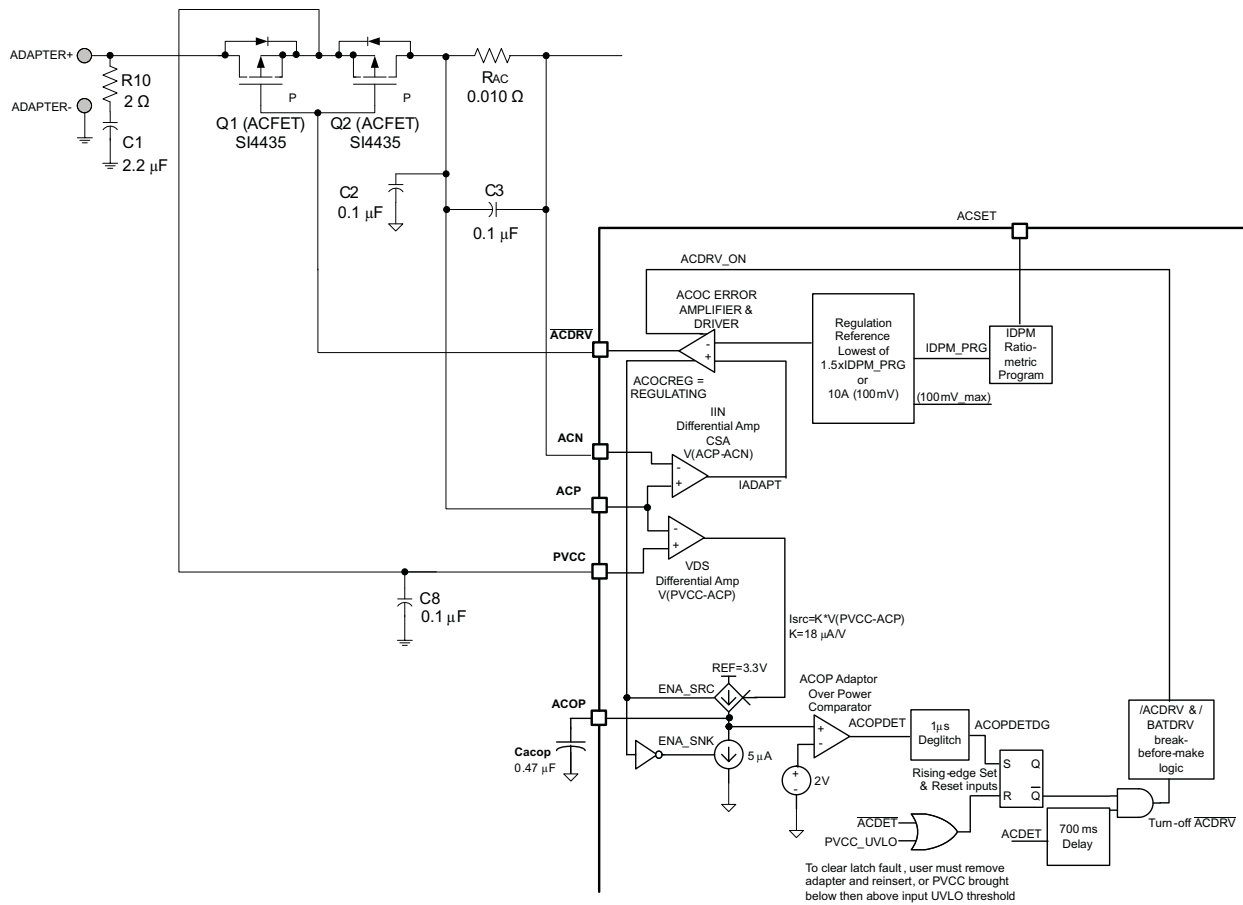 ADAPTER+
R10
2 Ω
P
P
RAC
0.010 Ω
ADAPTER-
C1
2.2 μF
Q1 (ACFET)
SI4435
Q2 (ACFET)
SI4435
C2
0.1 μF
C3
0.1 μF
ACSET
ACDRV_ON
ACOC ERROR
AMPLIFIER &
DRIVER
ACDRV
-
+
Regulation
Reference
Lowest of
1.5xIDPM_PRG
or
10A (100mV)
IDPM_PRG
IDPM
Ratio-
metric
Program
(100mV_max)
ACOCREG =
REGULATING
IIN
Differential Amp
CSA
V(ACP-ACN)
ACN
-
+
IADAPT
ACP
-
+
PVCC
VDS
Differential Amp
V(PVCC-ACP)
C8
0.1 μF
Isrc=K*V(PVCC-ACP)
K=18 μA/V
REF=3.3V
ENA_SRC
ACOP Adaptor
Over Power
Comparator
ACOP
ACOPDET
1μs
Deglitch
ACOPDETDG
/ACDRV & /
BATDRV
break-
before-make
logic
Cacop
0.47 μF
ENA_SNK
5 μA
+
-
+
-
2V
Rising-edge Set
& Reset inputs
S
Q
R
Q
ACDET
PVCC_UVLO
ACDET
700 ms
Delay
Turn-off ACDRV
To clear latch fault, user must remove
adapter and reinsert, or PVCC brought
below then above input UVLO threshold